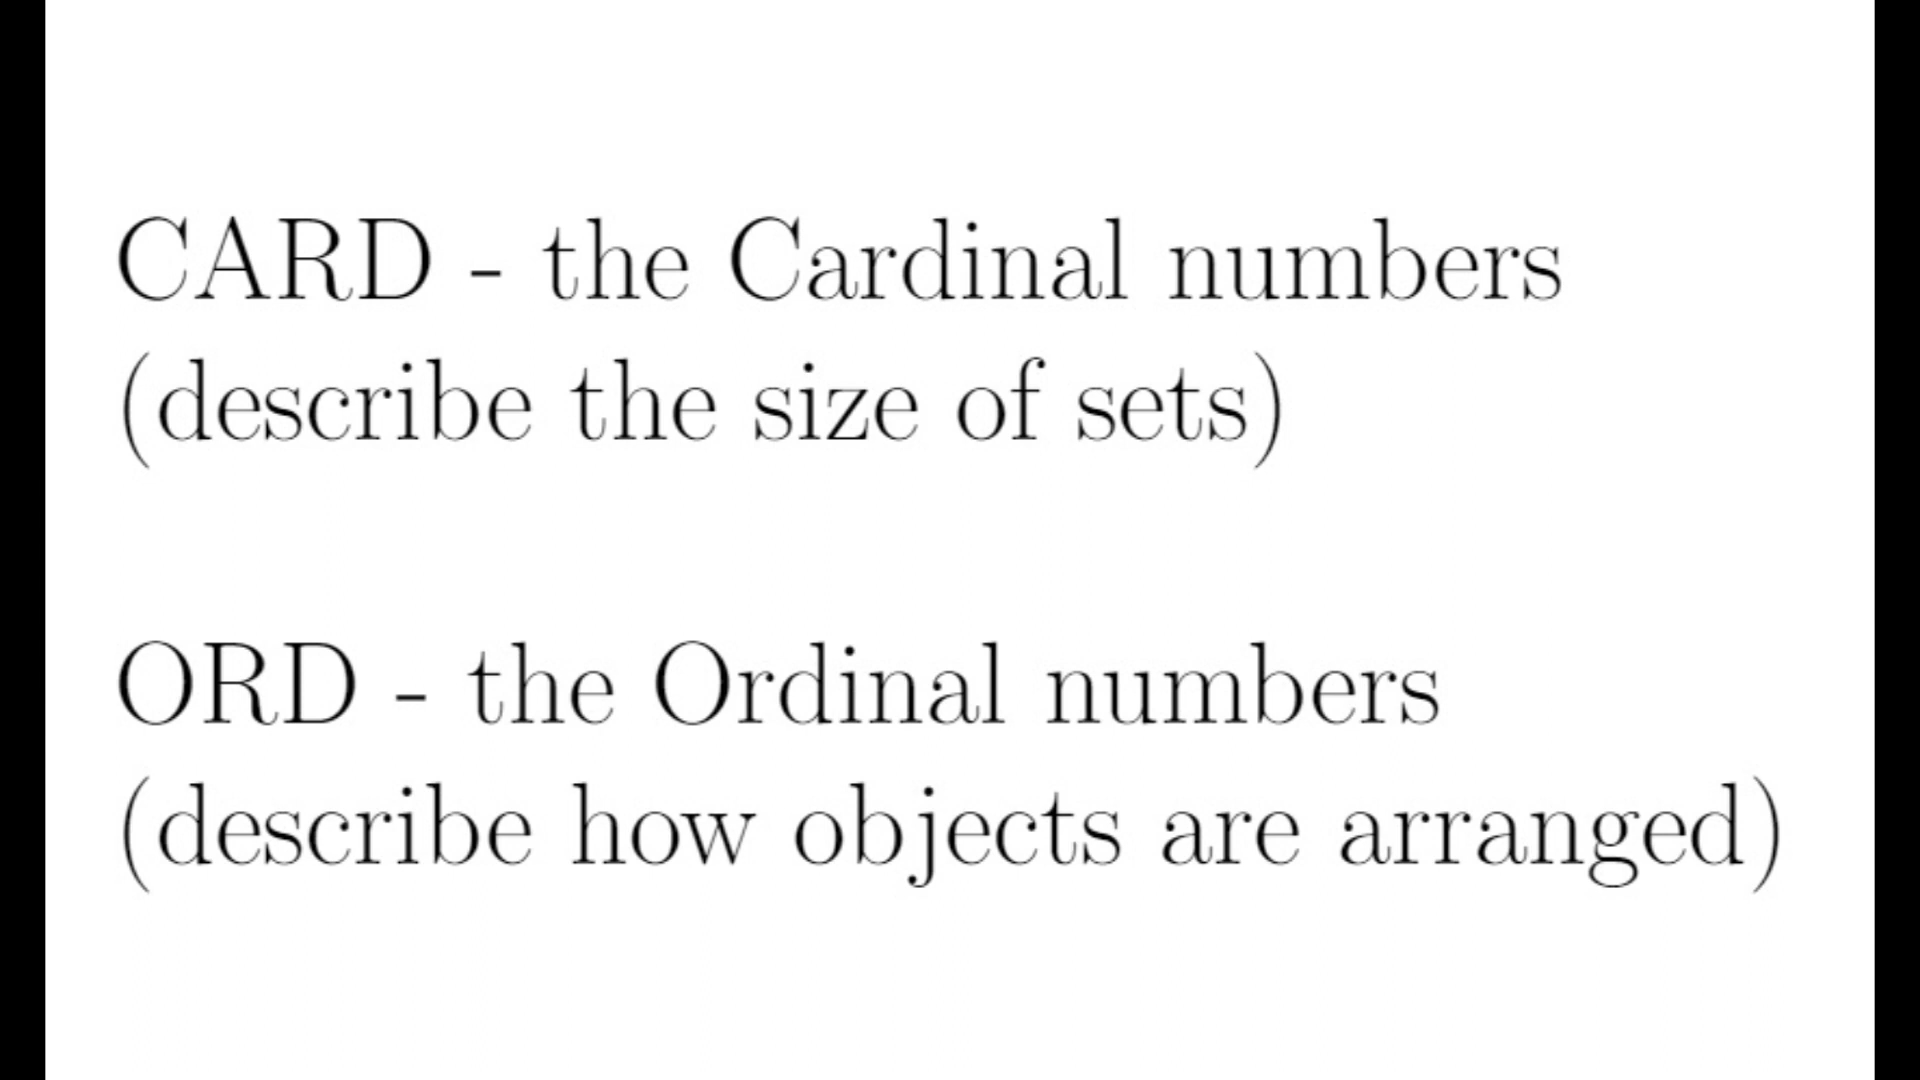 CARD - the Cardinal numbers
(describe the size of sets)
ORD - the Ordinal numbers
(describe how objects are arranged)